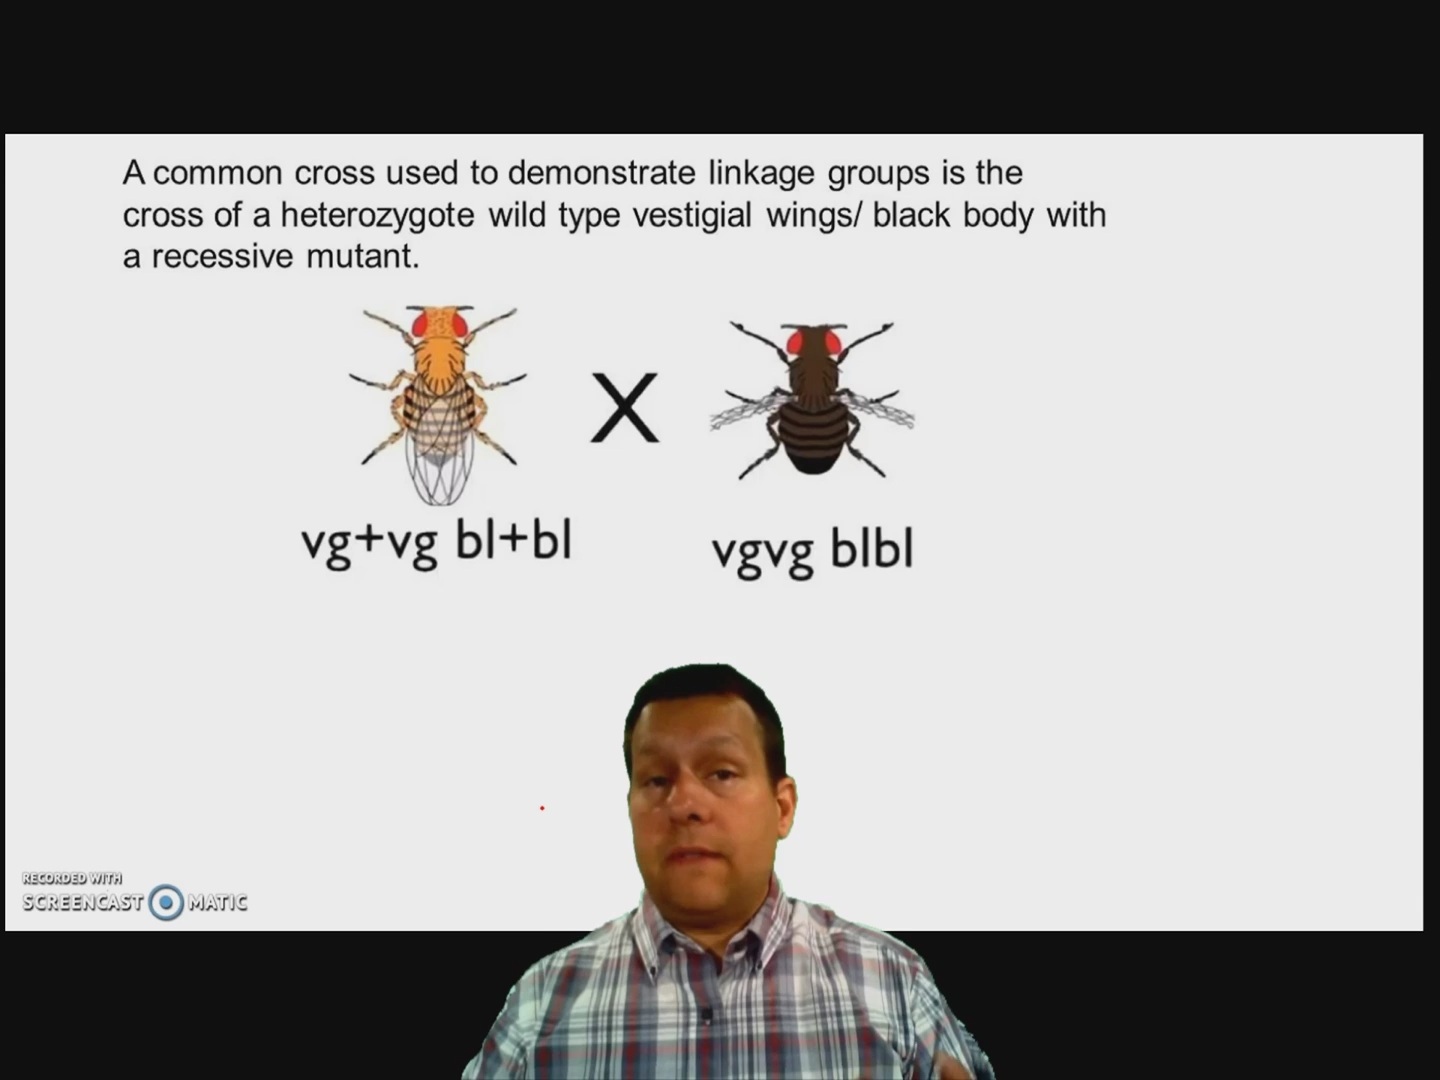 A common cross used to demonstrate linkage groups is the
cross of a heterozygote wild type vestigial wings/ black body with
a recessive mutant.
X
vg+vg bl+bl
vgvg blbl
RECORDED WITH
SCREENCAST MATIC